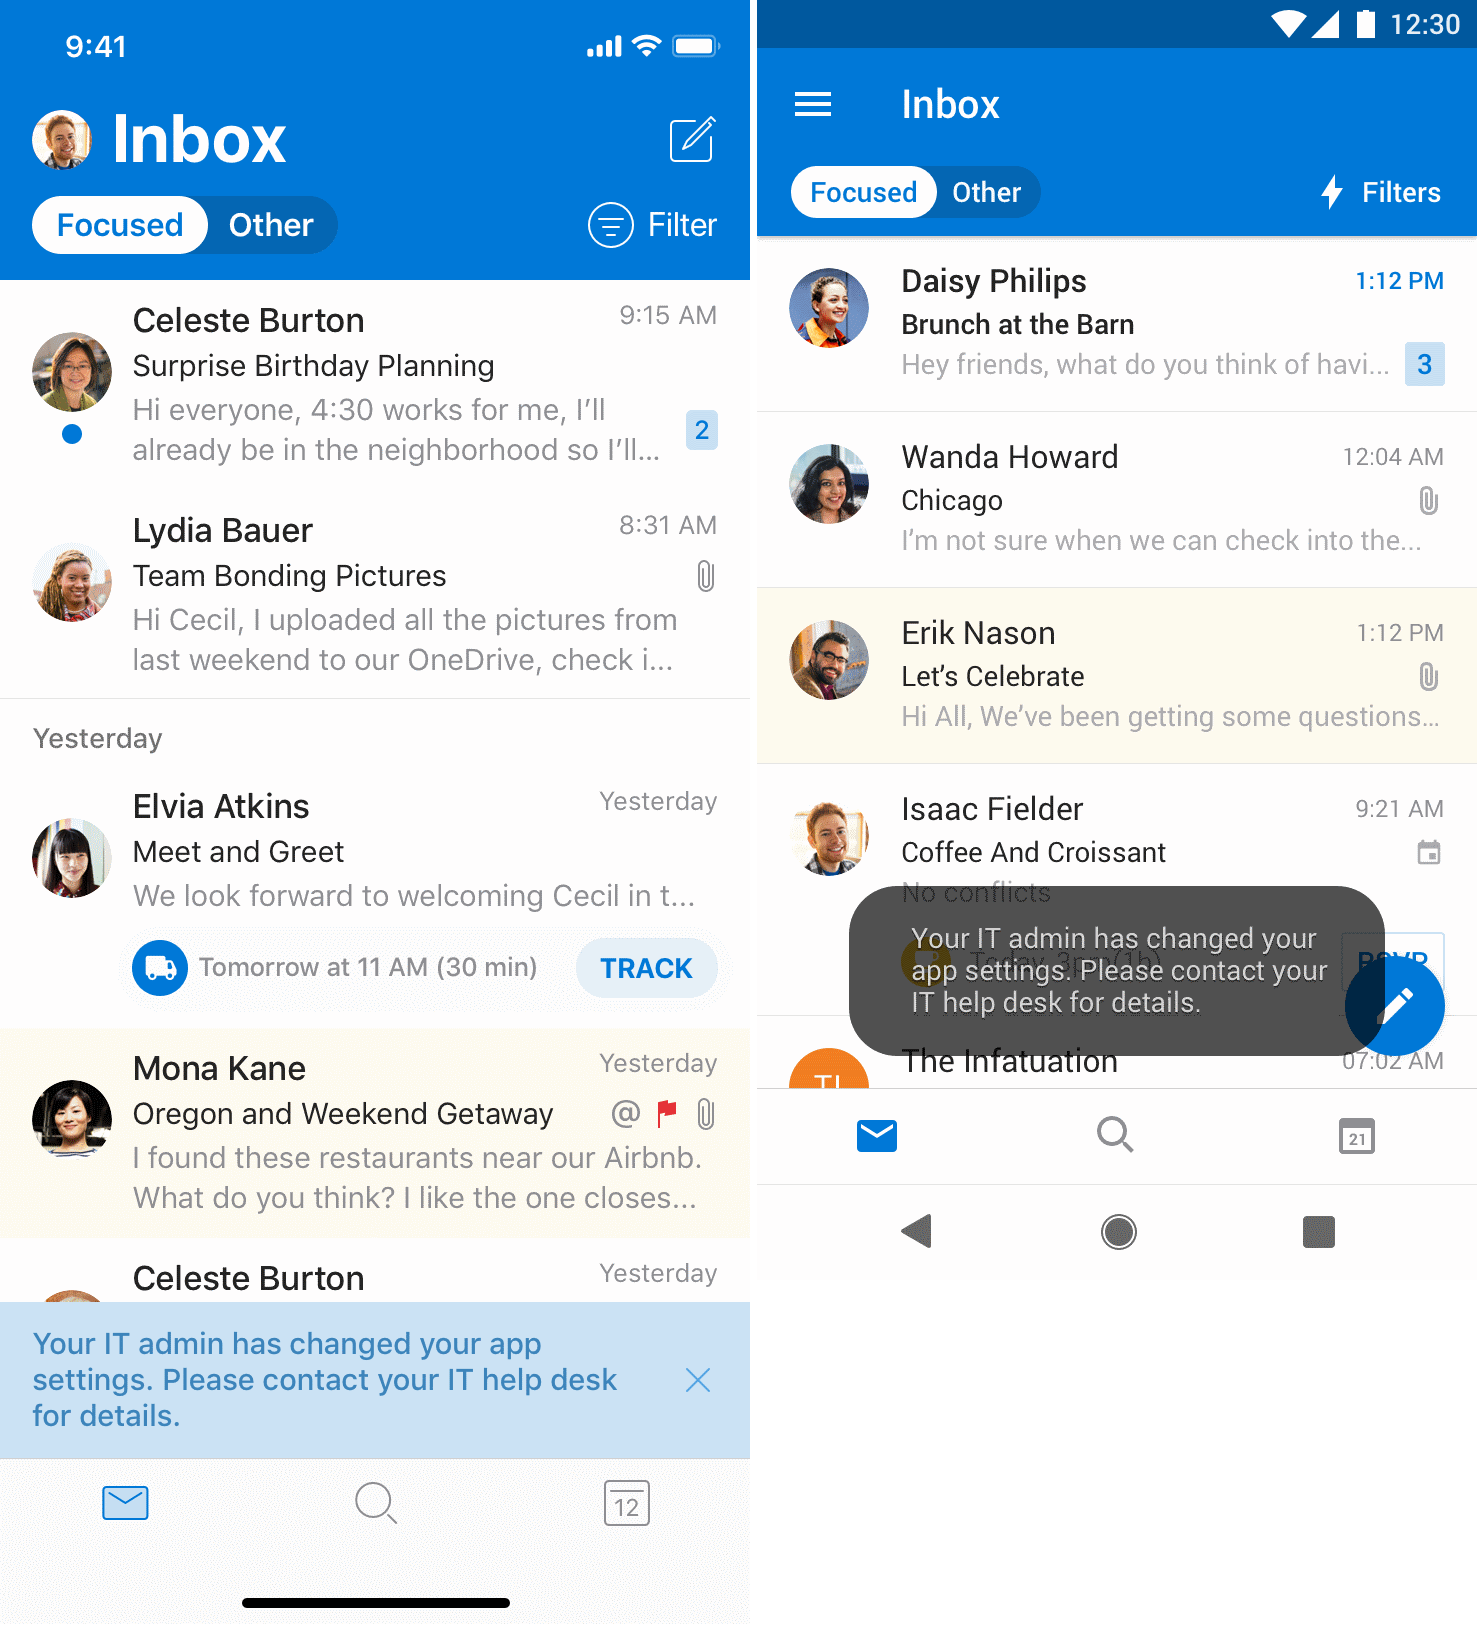 9:41
Inbox
Focused Other Filter
Celeste Burton 9:15 AM
Surprise Birthday Planning
Hi everyone, 4:30 works for me, I’ll
already be in the neighborhood so I’ll... 2
Lydia Bauer 8:31 AM
Team Bonding Pictures
Hi Cecil, I uploaded all the pictures from
last weekend to our OneDrive, check i...
Yesterday
Elvia Atkins Yesterday
Meet and Greet
We look forward to welcoming Cecil in t...
Tomorrow at 11 AM (30 min) TRACK
Mona Kane Yesterday
Oregon and Weekend Getaway @
I found these restaurants near our Airbnb.
What do you think? I like the one closes...
Celeste Burton Yesterday
Your IT admin has changed your app
settings. Please contact your IT help desk
for details.
12
12:30
Inbox
Focused Other Filters
Daisy Philips 1:12 PM
Brunch at the Barn
Hey friends, what do you think of havi... 3
Wanda Howard 12:04 AM
Chicago
I’m not sure when we can check into the...
Erik Nason 1:12 PM
Let’s Celebrate
Hi All, We’ve been getting some questions...
Isaac Fielder 9:21 AM
Coffee And Croissant
No conflicts
Today, 3pm(1h) RSVP
Your IT admin has changed your
app settings. Please contact your
IT help desk for details.
TI The Infatuation 07:02 AM
21